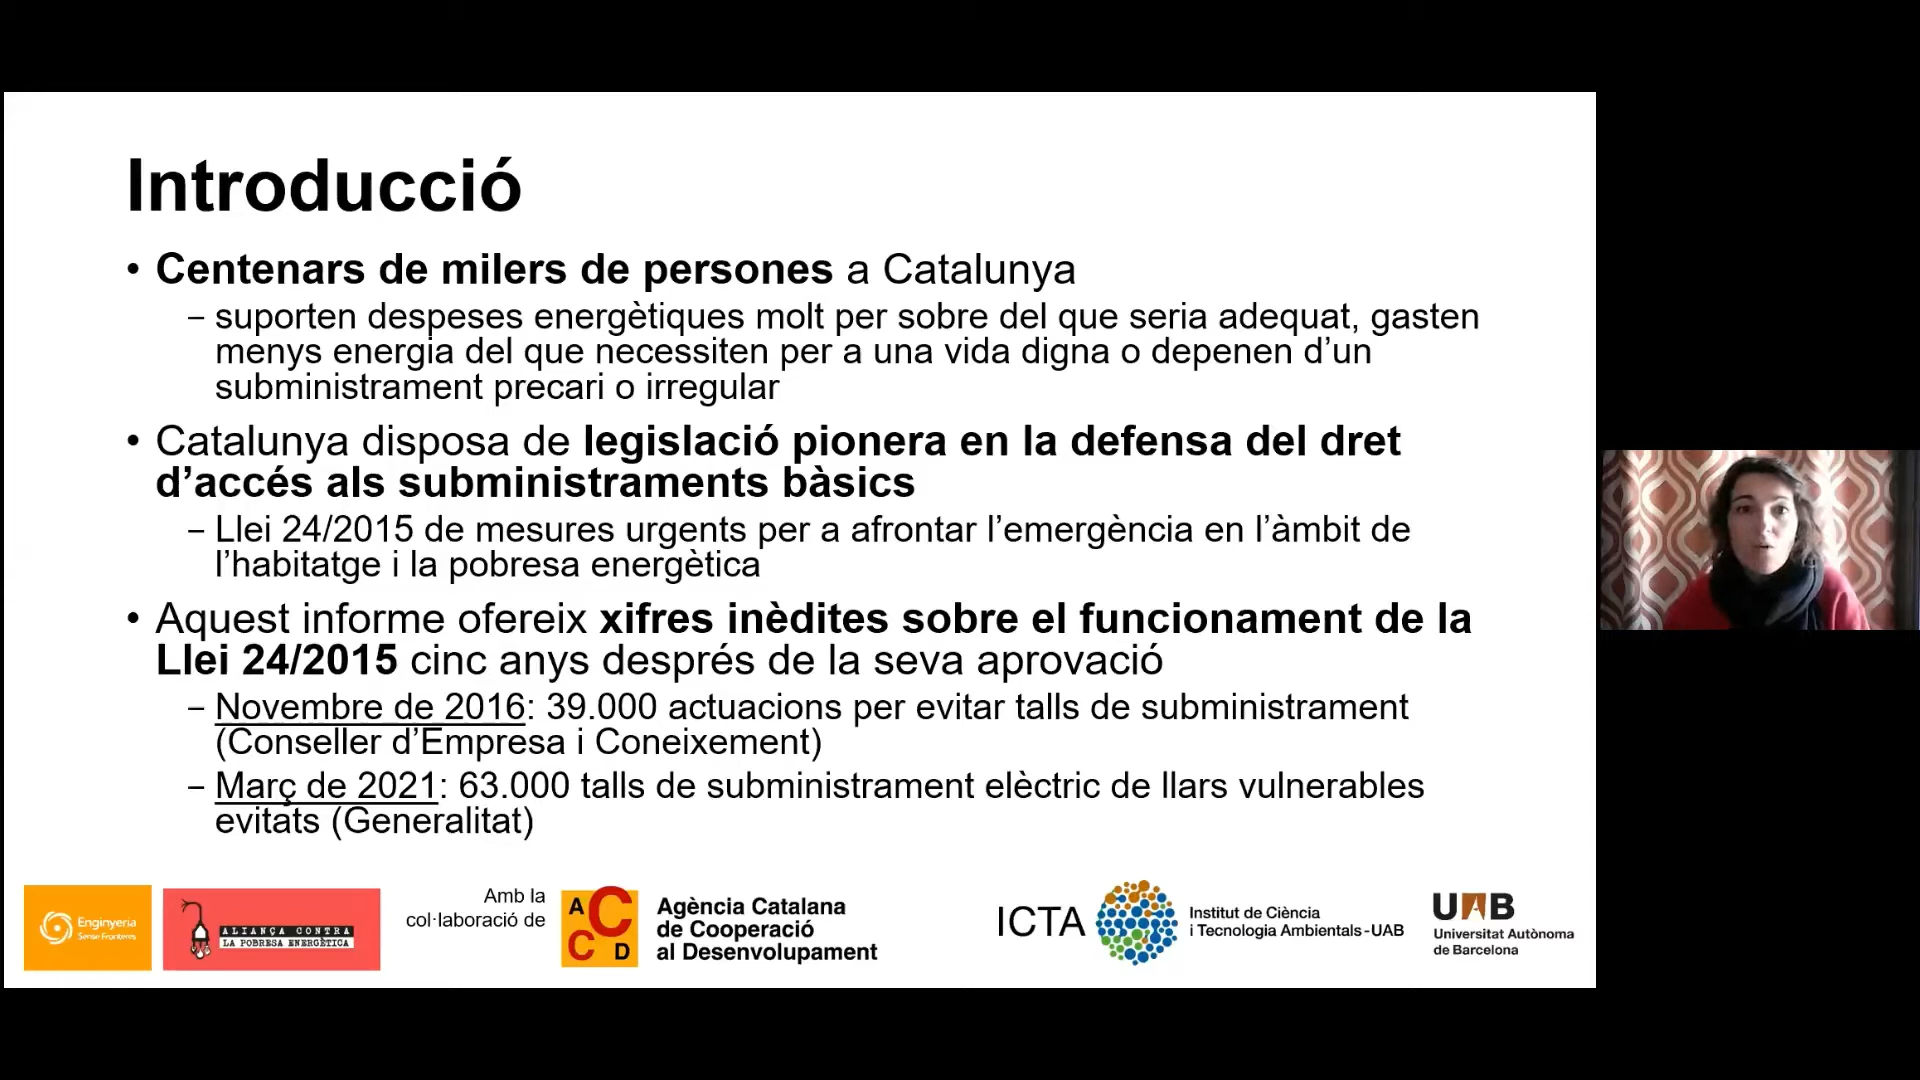 Introducció
• Centenars de milers de persones a Catalunya
– suporten despeses energètiques molt per sobre del que seria adequat, gasten
menys energia del que necessiten per a una vida digna o depenen d’un
subministrament precari o irregular
• Catalunya disposa de legislació pionera en la defensa del dret
d’accés als subministraments bàsics
– Llei 24/2015 de mesures urgents per a afrontar l’emergència en l’àmbit de
l’habitatge i la pobresa energètica
• Aquest informe ofereix xifres inèdites sobre el funcionament de la
Llei 24/2015 cinc anys després de la seva aprovació
– Novembre de 2016: 39.000 actuacions per evitar talls de subministrament
(Conseller d’Empresa i Coneixement)
– Març de 2021: 63.000 talls de subministrament elèctric de llars vulnerables
evitats (Generalitat)
Enginyeria
Sense Fronteres
ALIANÇA CONTRA
LA POBRESA ENERGÈTICA
Amb la
col·laboració de
ACCD
Agència Catalana
de Cooperació
al Desenvolupament
ICTA
Institut de Ciència
i Tecnologia Ambientals-UAB
UAB
Universitat Autònoma
de Barcelona